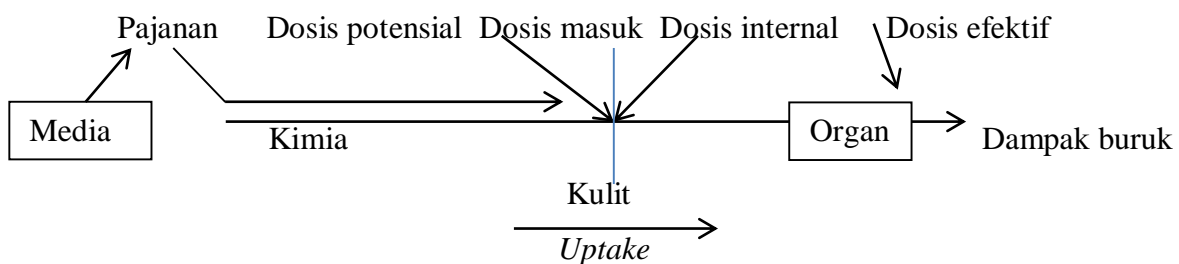 Pajanan Dosis potensial Dosis masuk Dosis internal Dosis efektif
Media
Kimia
Organ
Dampak buruk
Kulit
Uptake